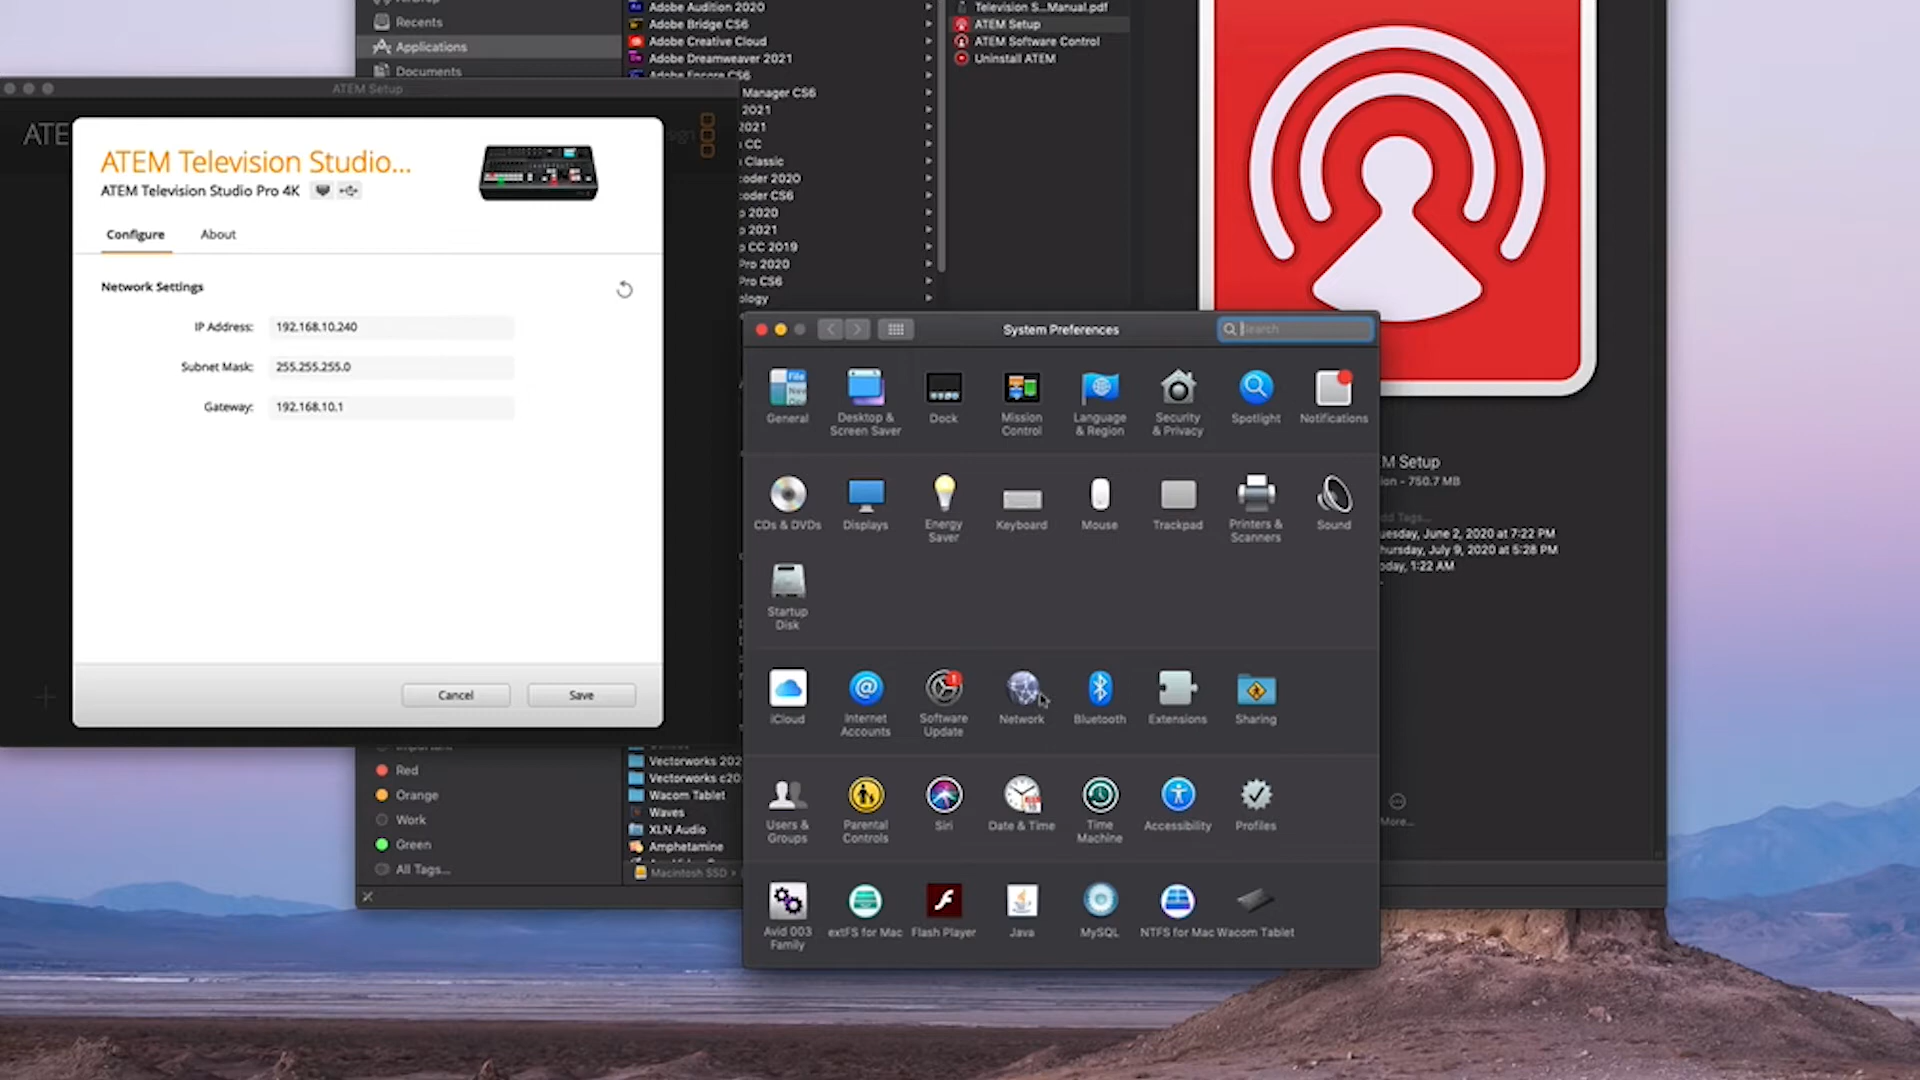 Recents
Applications
Documents
Adobe Audition 2020
Adobe Bridge CS6
Adobe Creative Cloud
Adobe Dreamweaver 2021
Adobe Encore CS6
Manager CS6
2021
2021
CC
Classic
coder 2020
coder CS6
p 2020
p 2021
p CC 2019
Pro 2020
Pro CS6
ology
Television S...Manual.pdf
ATEM Setup
ATEM Software Control
Uninstall ATEM
ATEM Setup
ATE
sign
ATEM Television Studio...
ATEM Television Studio Pro 4K
Configure
About
Network Settings
IP Address:
192.168.10.240
Subnet Mask:
255.255.255.0
Gateway:
192.168.10.1
Cancel
Save
System Preferences
Search
General
Desktop &
Screen Saver
Dock
Mission
Control
Language
& Region
Security
& Privacy
Spotlight
Notifications
CDs & DVDs
Displays
Energy
Saver
Keyboard
Mouse
Trackpad
Printers &
Scanners
Sound
Startup
Disk
iCloud
Internet
Accounts
Software
Update
Network
Bluetooth
Extensions
Sharing
Users &
Groups
Parental
Controls
Siri
Date & Time
Time
Machine
Accessibility
Profiles
Avid 003
Family
extFS for Mac
Flash Player
Java
MySQL
NTFS for Mac
Wacom Tablet
M Setup
ion - 750.7 MB
dd Tags...
uesday, June 2, 2020 at 7:22 PM
hursday, July 9, 2020 at 5:28 PM
oday, 1:22 AM
More...
Red
Orange
Work
Green
All Tags...
Vectorworks 202
Vectorworks c20
Wacom Tablet
Waves
XLN Audio
Amphetamine
Macintosh SSD